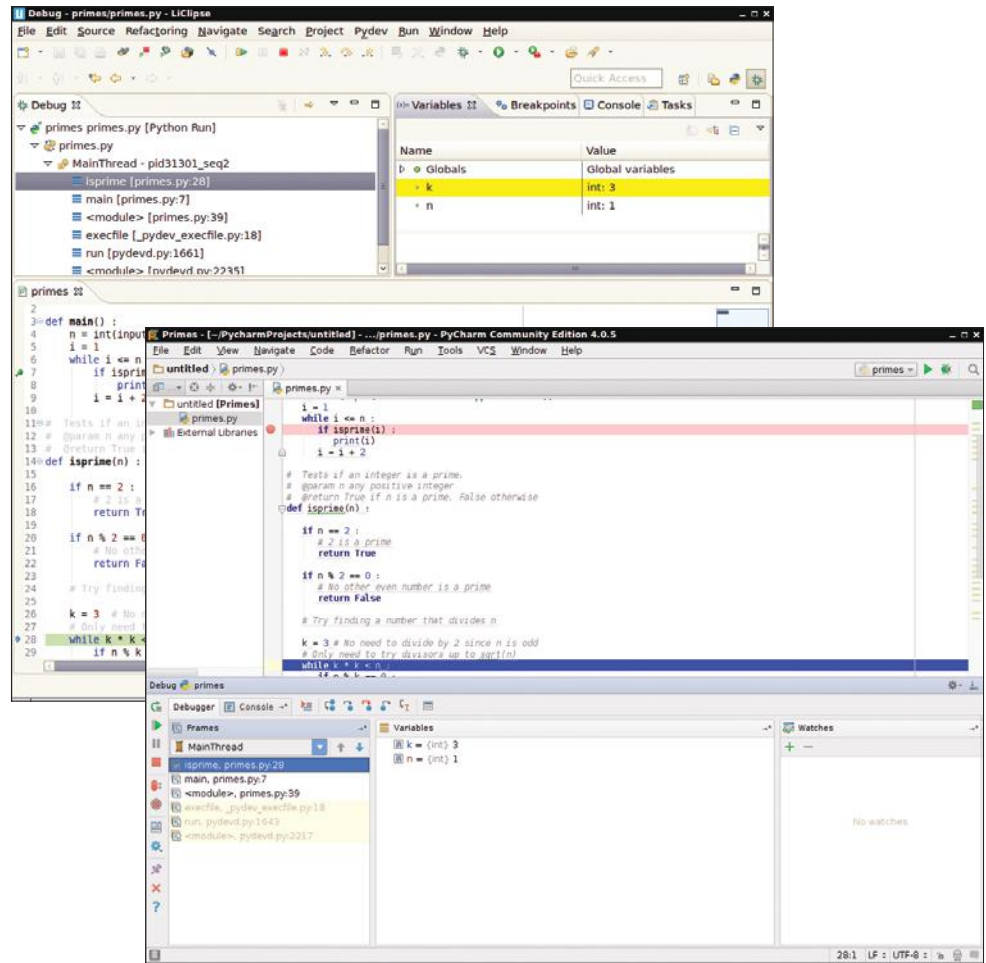 Debug - primes/primes.py - LiClipse
File Edit Source Refactoring Navigate Search Project Pydev Run Window Help
Quick Access
Debug
Variables Breakpoints Console Tasks
primes primes.py [Python Run]
primes.py
MainThread - pid31301_seq2
isprime [primes.py:28]
main [primes.py:7]
<module> [primes.py:39]
execfile [_pydev_execfile.py:18]
run [pydevd.py:1661]
<module> [pydevd.py:2235]
Name Value
Globals Global variables
k int: 3
n int: 1
primes
2
3 def main() :
4 n = int(input
5 i = 1
6 while i <= n
7 if isprim
8 print
9 i = i + 2
10
11 # Tests if an in
12 # @param n any p
13 # @return True i
14 def isprime(n) :
15
16 if n == 2 :
17 # 2 is a
18 return Tr
19
20 if n % 2 == 0
21 # No othe
22 return Fa
23
24 # Try finding
25
26 k = 3 # No n
27 # Only need t
28 while k * k <
29 if n % k
Primes - [~/PycharmProjects/untitled] - .../primes.py - PyCharm Community Edition 4.0.5
File Edit View Navigate Code Refactor Run Tools VCS Window Help
untitled primes.py
primes
primes.py
untitled [Primes]
primes.py
External Libraries
i = 1
while i <= n :
if isprime(i) :
print(i)
i = i + 2
# Tests if an integer is a prime.
# @param n any positive integer
# @return True if n is a prime. False otherwise
def isprime(n) :
if n == 2 :
# 2 is a prime
return True
if n % 2 == 0 :
# No other even number is a prime
return False
# Try finding a number that divides n
k = 3 # No need to divide by 2 since n is odd
# Only need to try divisors up to sqrt(n)
while k * k < n :
if n % k == 0 :
Debug primes
Debugger Console
Frames
Variables
Watches
MainThread
isprime, primes.py:28
main, primes.py:7
<module>, primes.py:39
execfile, _pydev_execfile.py:18
run, pydevd.py:1643
<module>, pydevd.py:2217
k = {int} 3
n = {int} 1
No watches
28:1 LF UTF-8